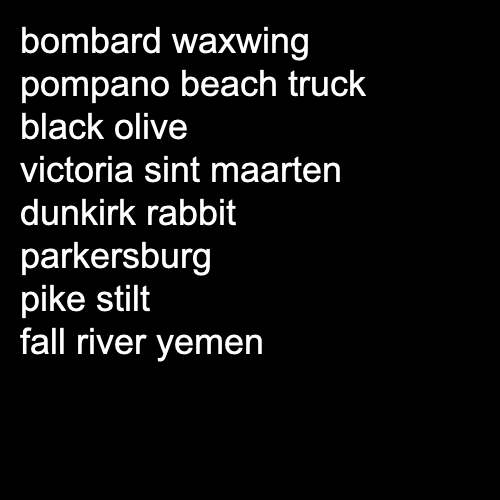 bombard waxwing
pompano beach truck
black olive
victoria sint maarten
dunkirk rabbit
parkersburg
pike stilt
fall river yemen